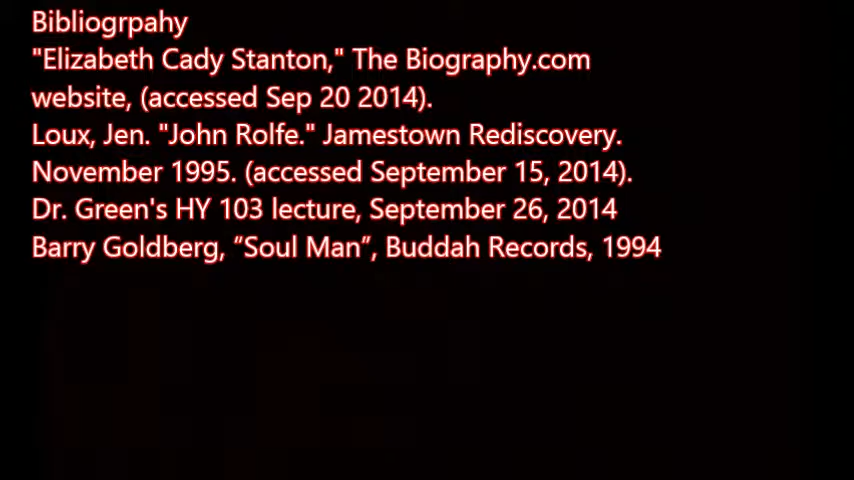 Bibliogrpahy
"Elizabeth Cady Stanton," The Biography.com
website, (accessed Sep 20 2014).
Loux, Jen. "John Rolfe." Jamestown Rediscovery.
November 1995. (accessed September 15, 2014).
Dr. Green's HY 103 lecture, September 26, 2014
Barry Goldberg, “Soul Man”, Buddah Records, 1994